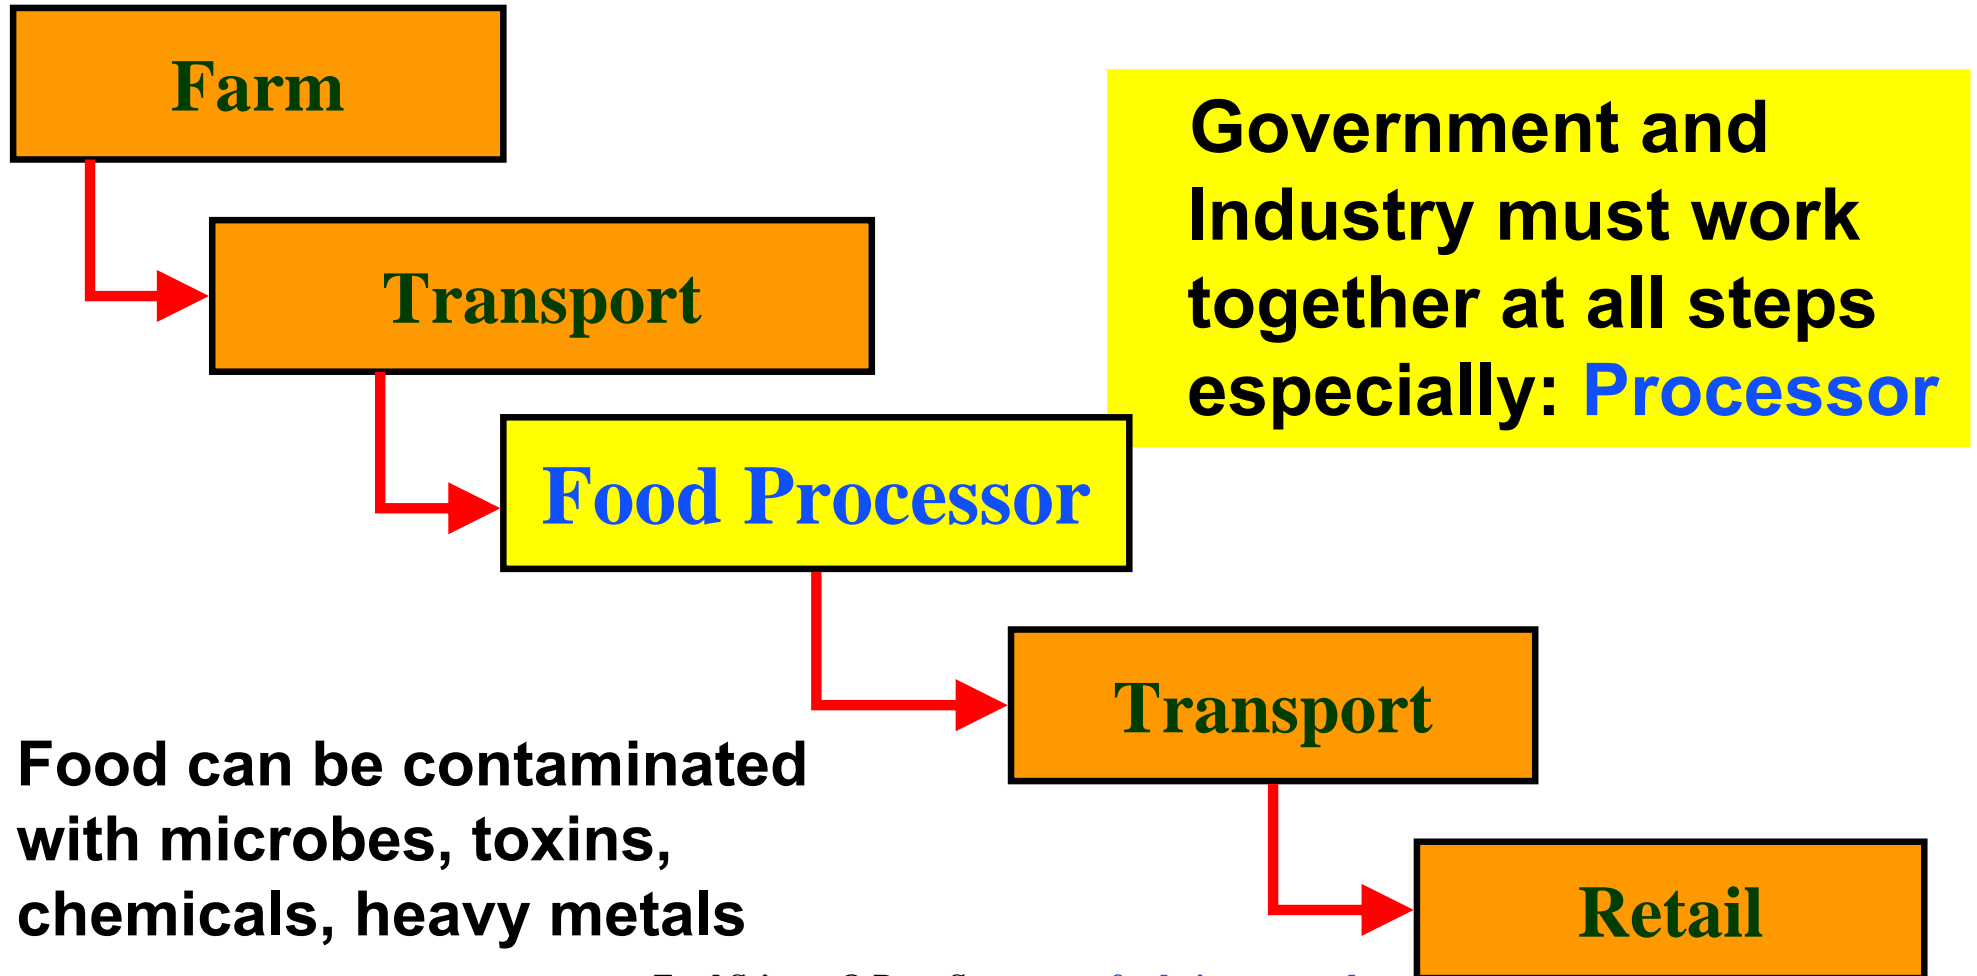 Farm
Government and
Industry must work
together at all steps
especially: Processor
Transport
Food Processor
Transport
Food can be contaminated
with microbes, toxins,
chemicals, heavy metals
Retail